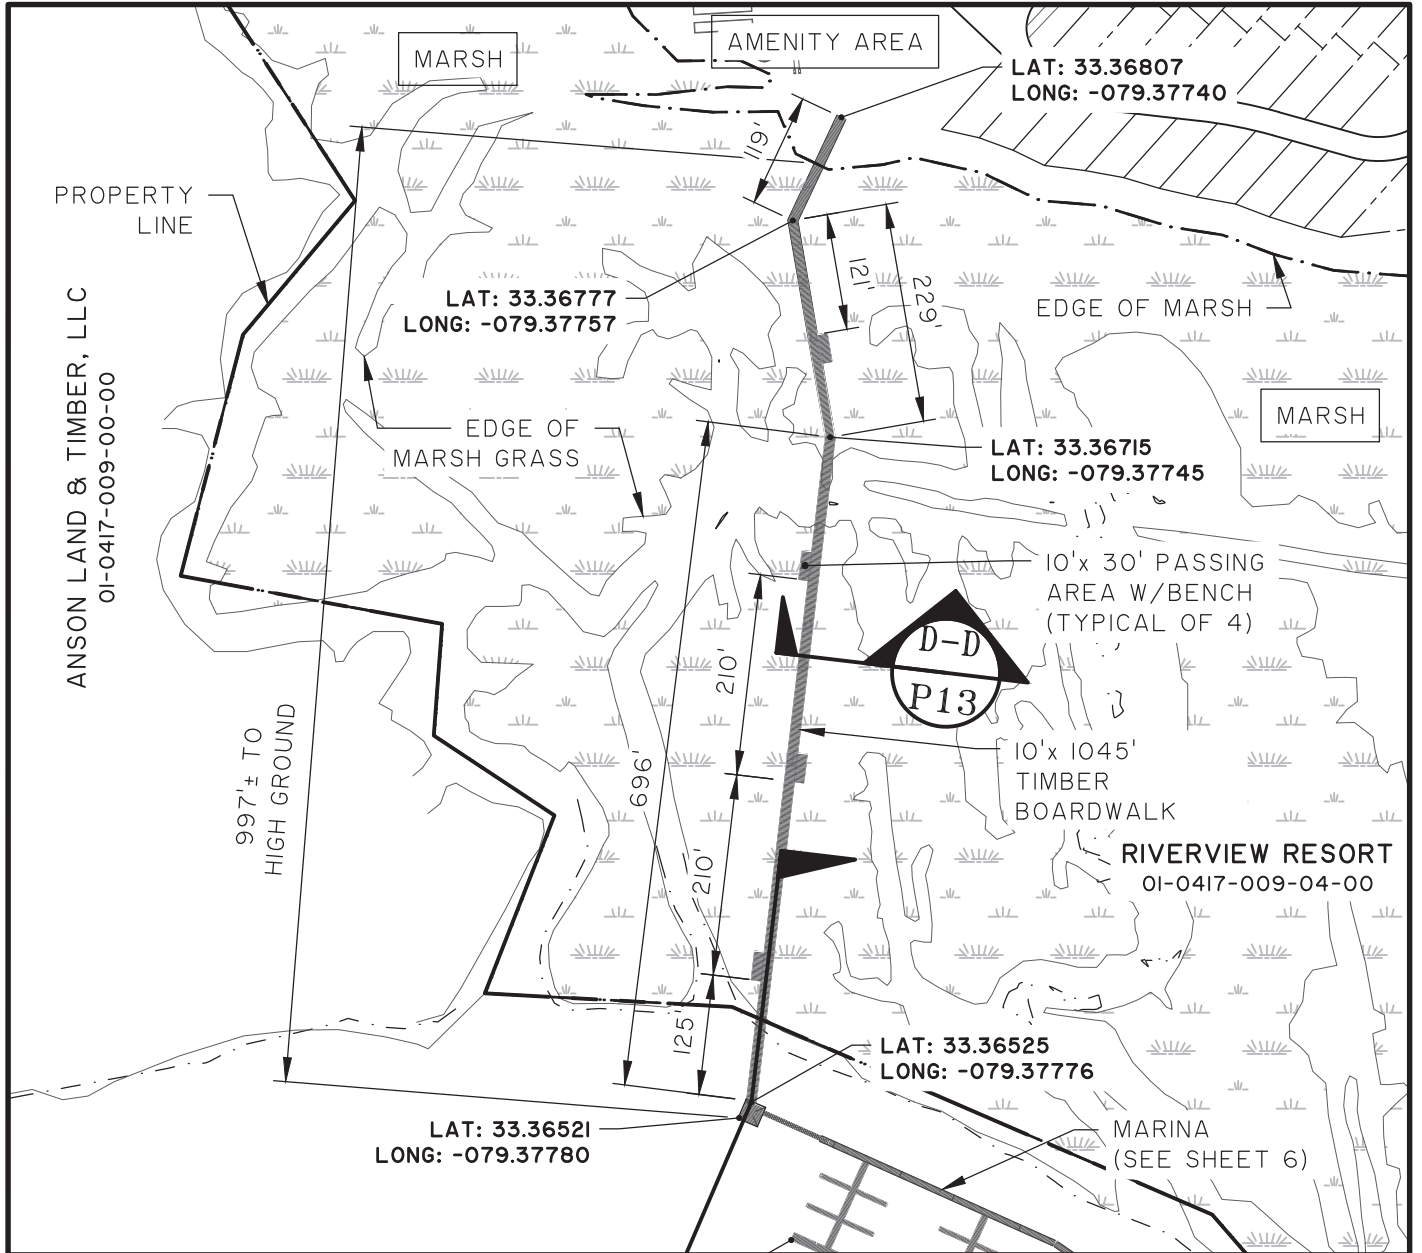 MARSH
AMENITY AREA
LAT: 33.36807
LONG: -079.37740
119'
PROPERTY
LINE
121'
229'
LAT: 33.36777
LONG: -079.37757
EDGE OF MARSH
ANSON LAND & TIMBER, LLC
01-0417-009-00-00
MARSH
EDGE OF
MARSH GRASS
LAT: 33.36715
LONG: -079.37745
10'x 30' PASSING
AREA W/BENCH
(TYPICAL OF 4)
D-D
P13
210'
997'± TO
HIGH GROUND
696'
10'x 1045'
TIMBER
BOARDWALK
RIVERVIEW RESORT
01-0417-009-04-00
210'
125'
LAT: 33.36525
LONG: -079.37776
LAT: 33.36521
LONG: -079.37780
MARINA
(SEE SHEET 6)